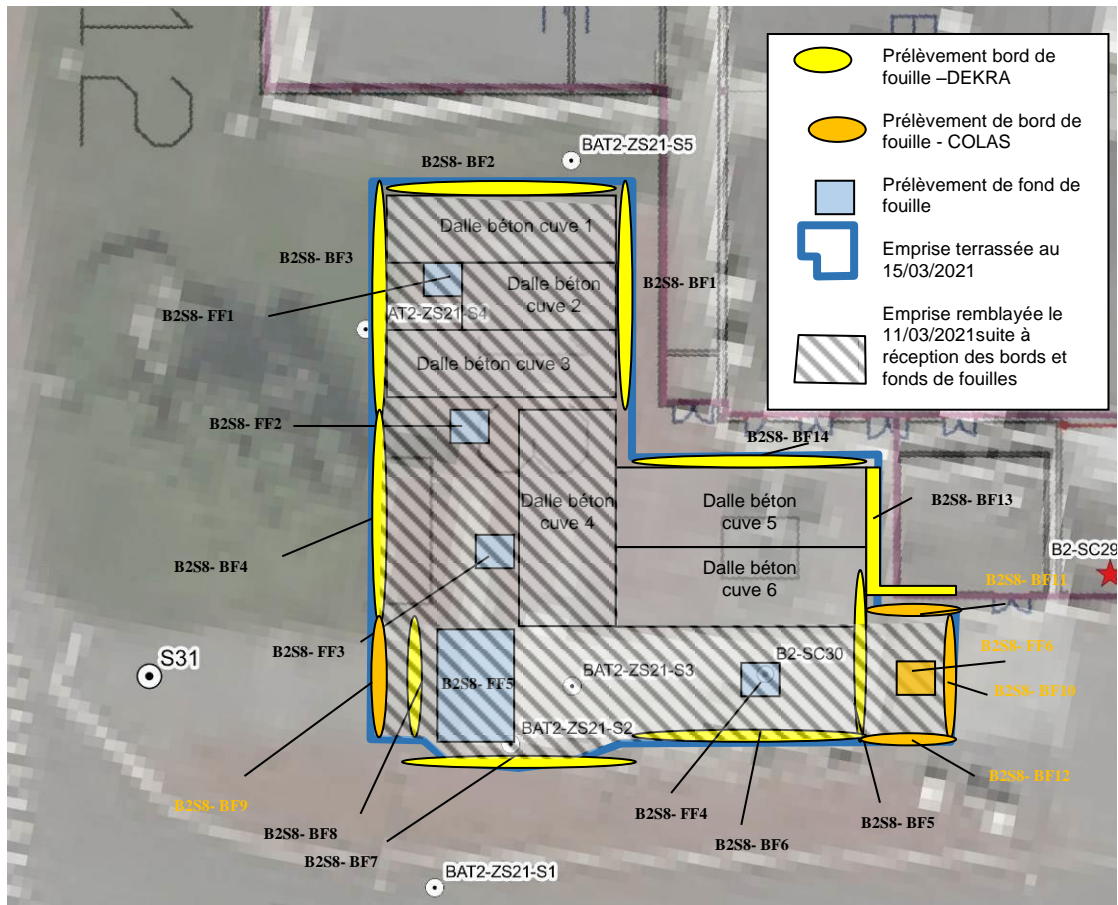 12
BAT2-ZS21-S5
B2S8- BF2
Prélèvement bord de
fouille –DEKRA
Prélèvement de bord de
fouille - COLAS
Prélèvement de fond de
fouille
Emprise terrassée au
15/03/2021
Emprise remblayée le
11/03/2021suite à
réception des bords et
fonds de fouilles
Dalle béton cuve 1
B2S8- BF3
Dalle béton
cuve 2
B2S8- BF1
B2S8- FF1
AT2-ZS21-S4
Dalle béton cuve 3
B2S8- FF2
B2S8- BF14
Dalle béton
cuve 4
Dalle béton
cuve 5
B2S8- BF13
B2S8- BF4
Dalle béton
cuve 6
B2-SC29
B2S8- BF11
B2S8- FF3
S31
B2S8- FF5
BAT2-ZS21-S3
B2-SC30
B2S8- FF6
B2S8- BF10
BAT2-ZS21-S2
B2S8- BF12
B2S8- BF9
B2S8- FF4
B2S8- BF5
B2S8- BF8
B2S8- BF6
B2S8- BF7
BAT2-ZS21-S1